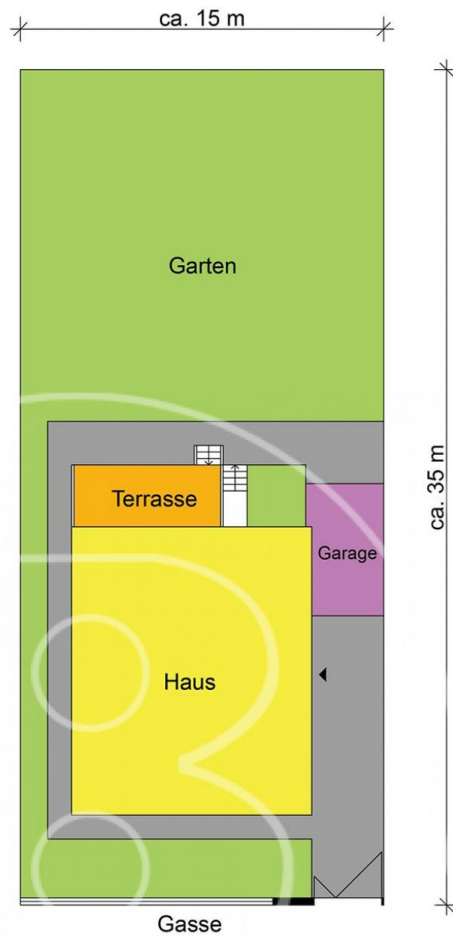 ca. 15 m
Garten
ca. 35 m
Terrasse
Garage
Haus
Gasse